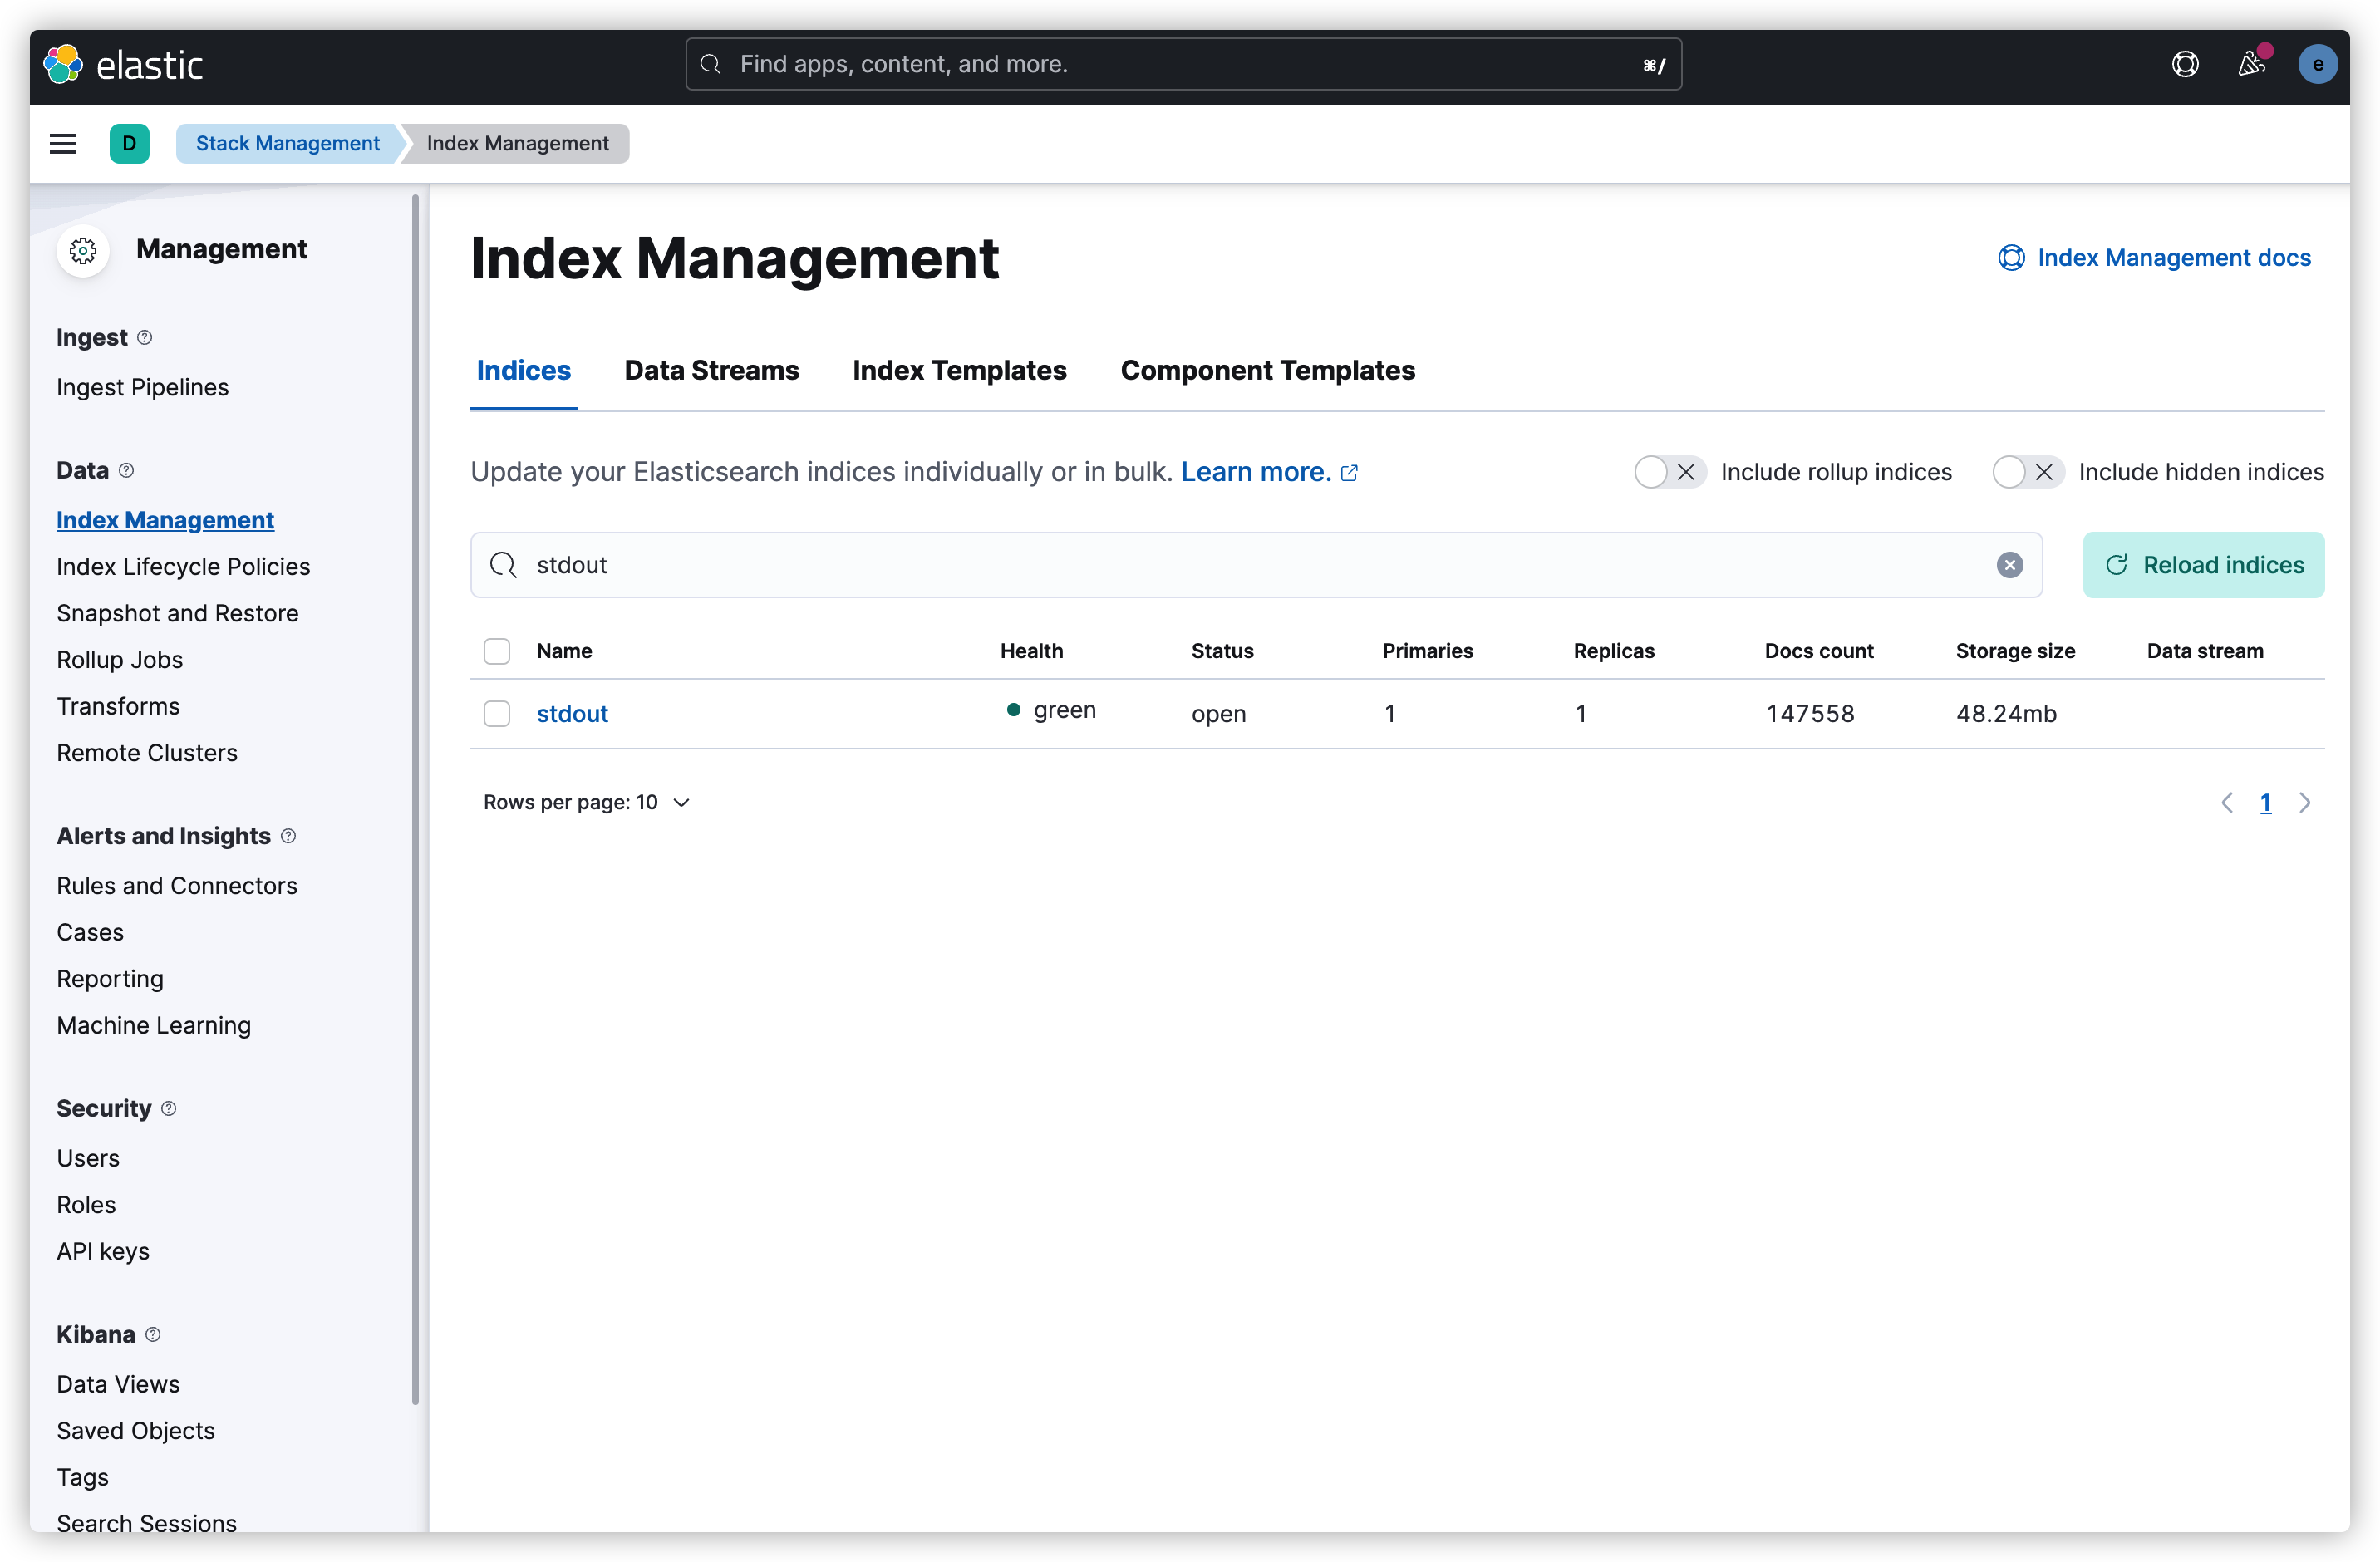 elastic
Find apps, content, and more.
⌘/
e
D
Stack Management
Index Management
Management
Ingest
Ingest Pipelines
Data
Index Management
Index Lifecycle Policies
Snapshot and Restore
Rollup Jobs
Transforms
Remote Clusters
Alerts and Insights
Rules and Connectors
Cases
Reporting
Machine Learning
Security
Users
Roles
API keys
Kibana
Data Views
Saved Objects
Tags
Search Sessions
Index Management
Index Management docs
Indices Data Streams Index Templates Component Templates
Update your Elasticsearch indices individually or in bulk. Learn more.
Include rollup indices
Include hidden indices
stdout
Reload indices
Name Health Status Primaries Replicas Docs count Storage size Data stream
stdout green open 1 1 147558 48.24mb
Rows per page: 10
1